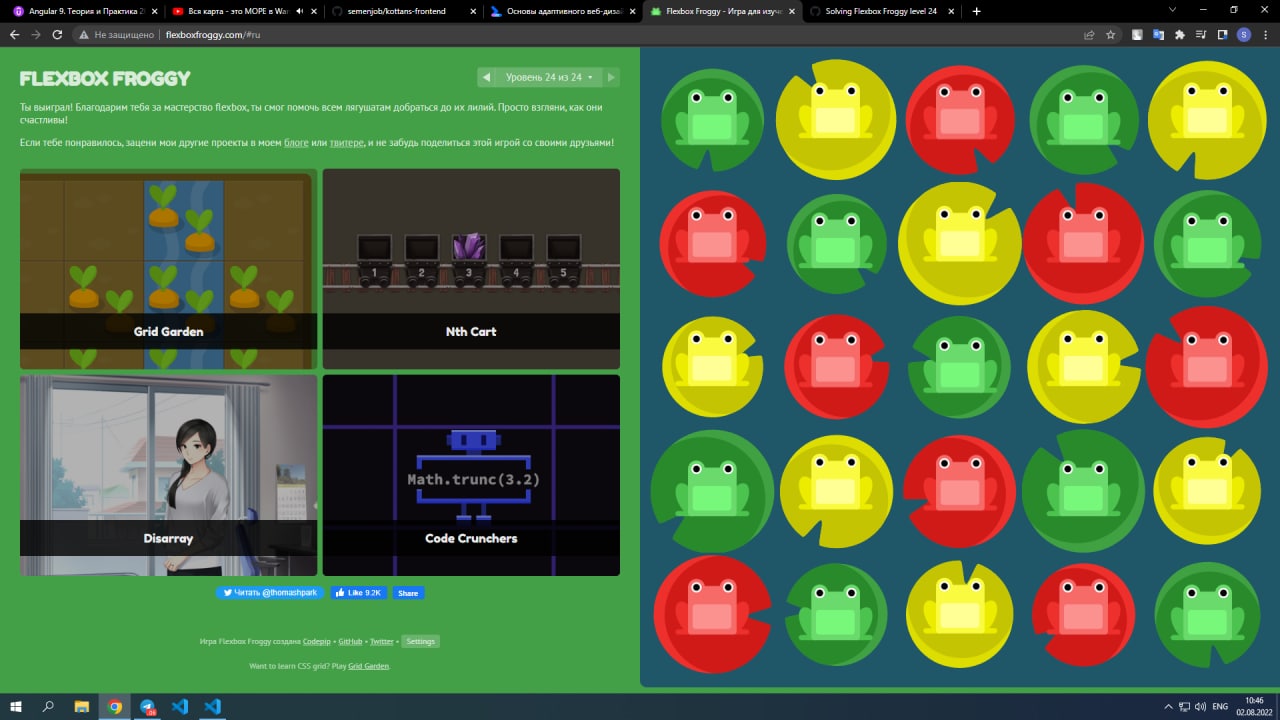 Angular 9. Теория и Практика 2
Вся карта - это МОРЕ в War
semenjob/kottans-frontend
Основы адаптивного веб-дизай
Flexbox Froggy - Игра для изуче
Solving Flexbox Froggy level 24
Не защищено | flexboxfroggy.com/#ru
S
FLEXBOX FROGGY
Уровень 24 из 24
Ты выиграл! Благодарим тебя за мастерство flexbox, ты смог помочь всем лягушатам добраться до их лилий. Просто взгляни, как они
счастливы!
Если тебе понравилось, зацени мои другие проекты в моем блоге или твитере, и не забудь поделиться этой игрой со своими друзьями!
Grid Garden
1 2 3 4 5
Nth Cart
Disarray
Math.trunc(3.2)
Code Crunchers
Читать @thomashpark
Like 9.2K
Share
Игра Flexbox Froggy создана Codepip • GitHub • Twitter • Settings
Want to learn CSS grid? Play Grid Garden.
ENG
10:46
02.08.2022